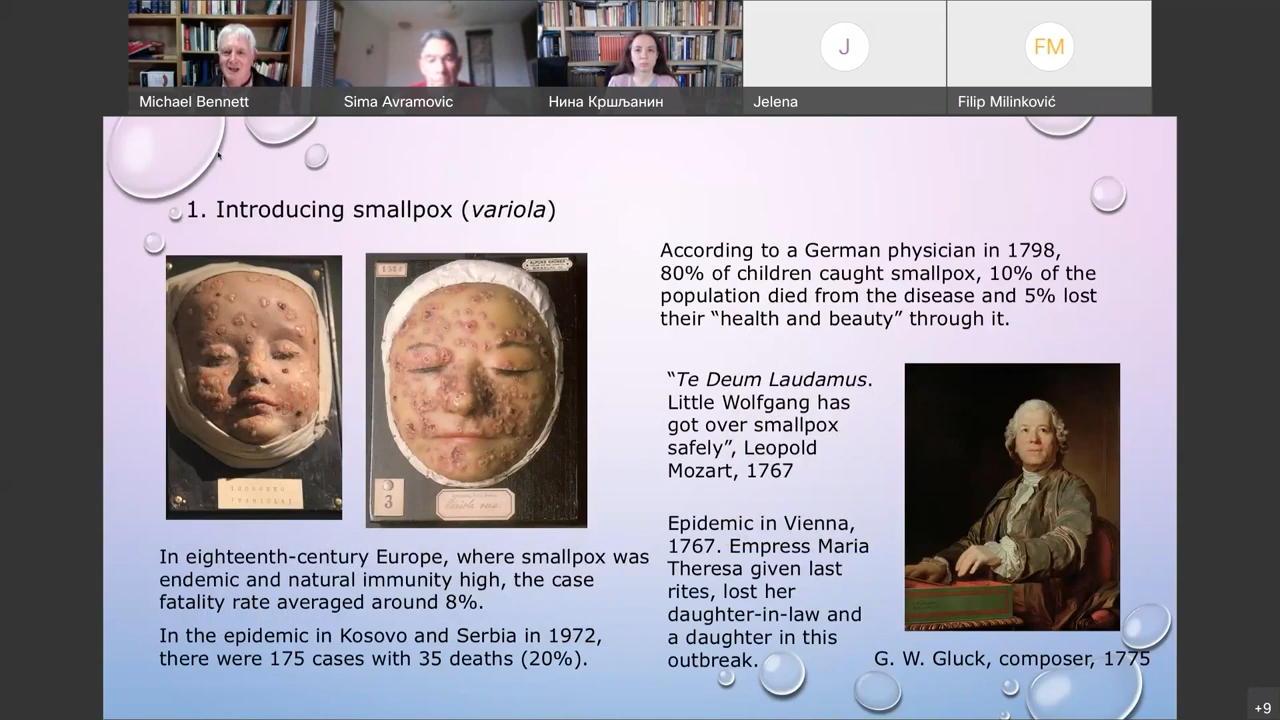 Michael Bennett
Sima Avramovic
Нина Кршљанин
J
Jelena
FM
Filip Milinković
1. Introducing smallpox (variola)
According to a German physician in 1798,
80% of children caught smallpox, 10% of the
population died from the disease and 5% lost
their “health and beauty” through it.
3
“Te Deum Laudamus.
Little Wolfgang has
got over smallpox
safely”, Leopold
Mozart, 1767
Epidemic in Vienna,
1767. Empress Maria
Theresa given last
rites, lost her
daughter-in-law and
a daughter in this
outbreak.
In eighteenth-century Europe, where smallpox was
endemic and natural immunity high, the case
fatality rate averaged around 8%.
In the epidemic in Kosovo and Serbia in 1972,
there were 175 cases with 35 deaths (20%).
G. W. Gluck, composer, 1775
+9